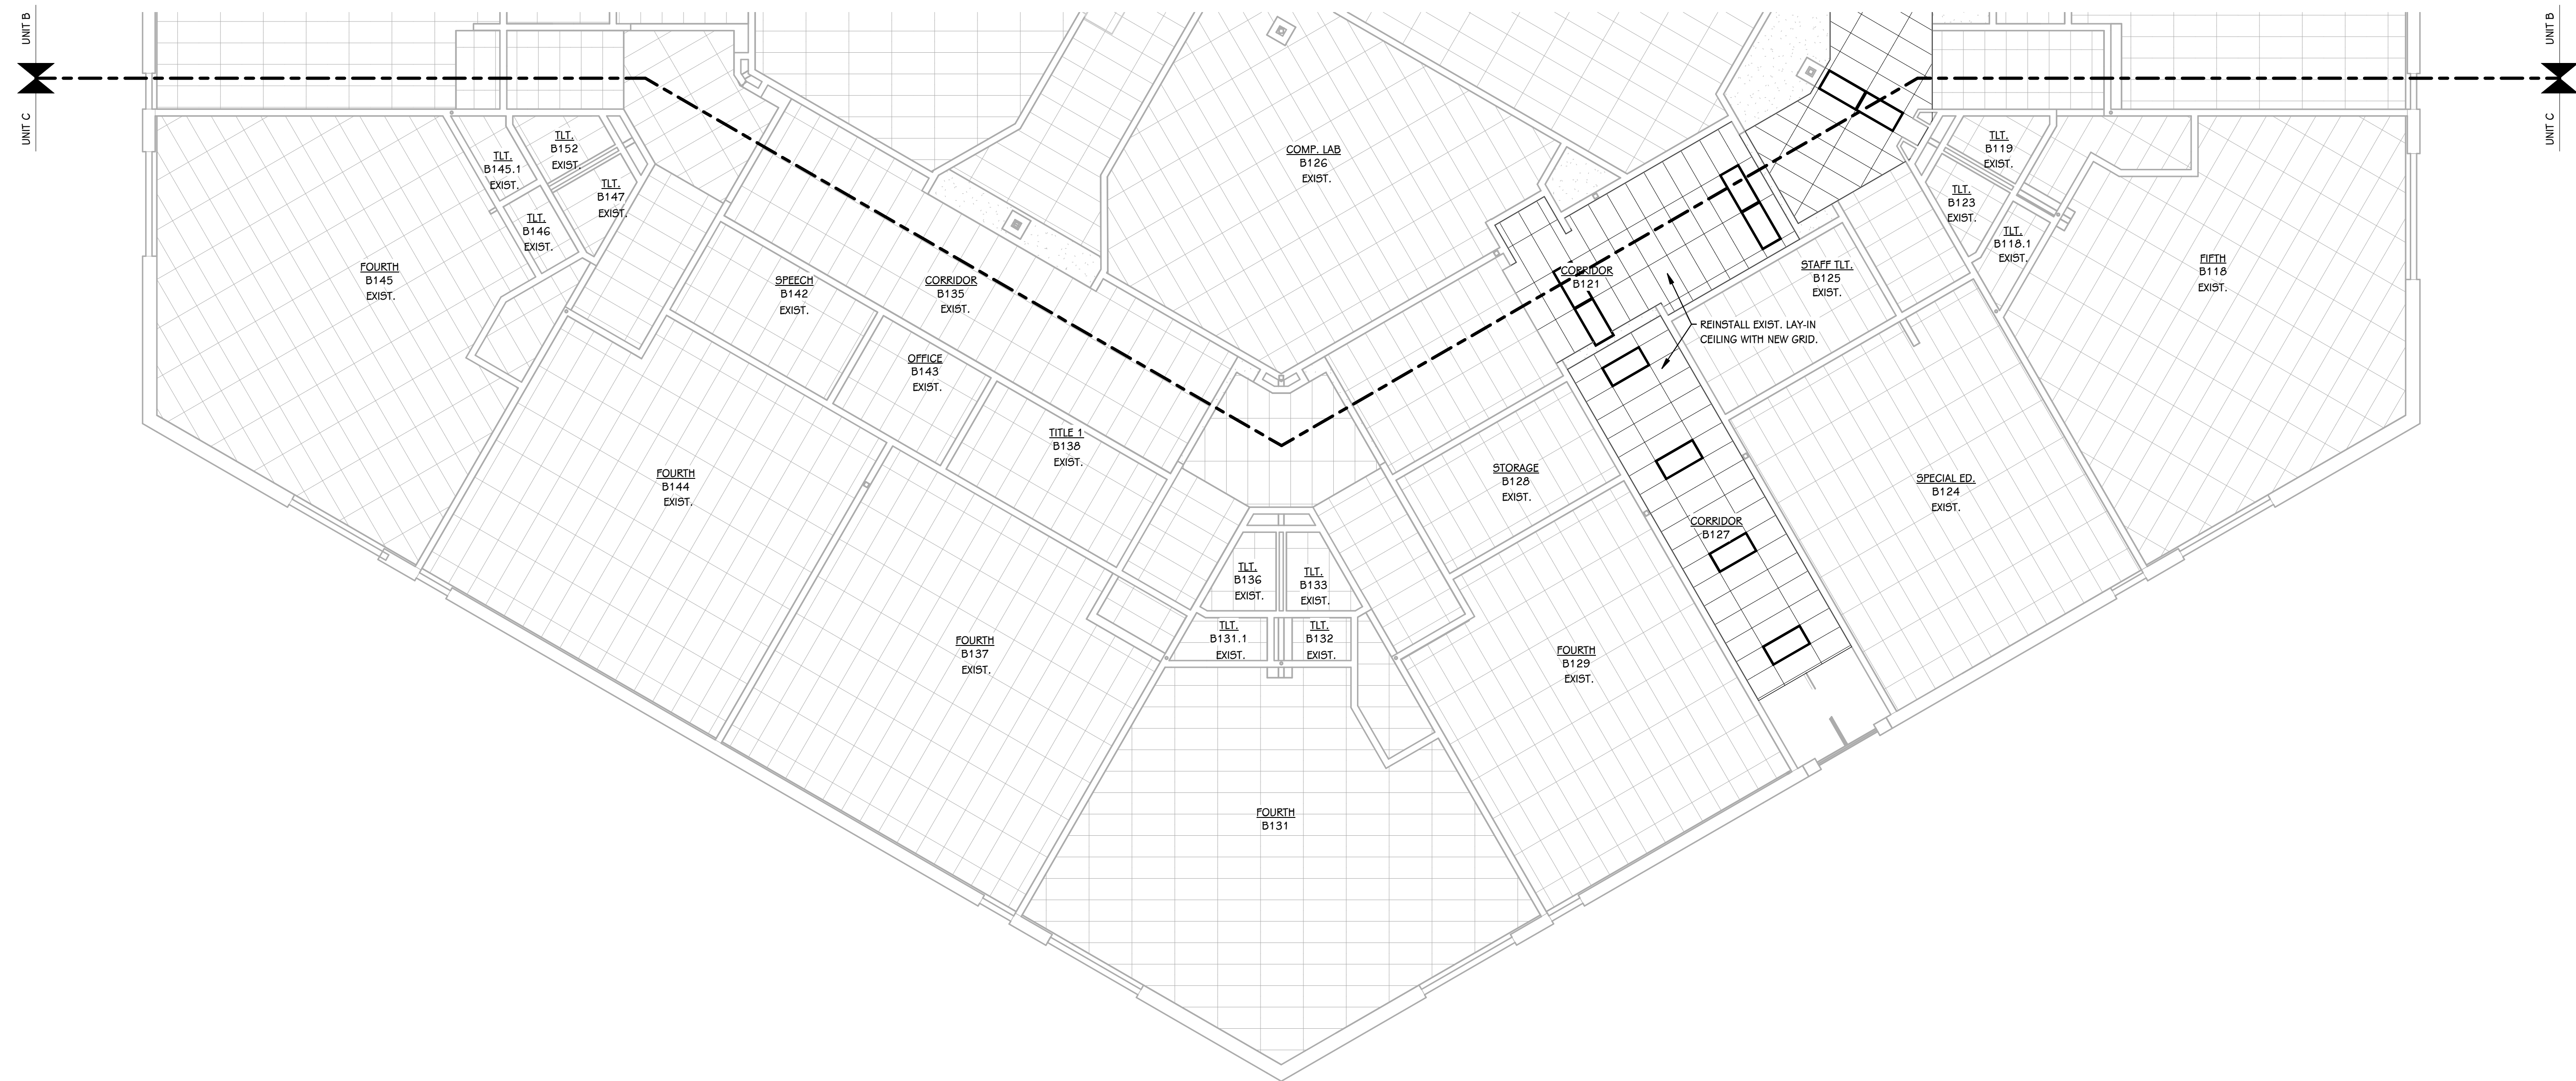 UNIT B
UNIT C
UNIT B
UNIT C
TLT.
B152
EXIST.
TLT.
B145.1
EXIST.
TLT.
B147
EXIST.
TLT.
B146
EXIST.
FOURTH
B145
EXIST.
SPEECH
B142
EXIST.
CORRIDOR
B135
EXIST.
OFFICE
B143
EXIST.
TITLE 1
B138
EXIST.
FOURTH
B144
EXIST.
COMP. LAB
B126
EXIST.
CORRIDOR
B121
REINSTALL EXIST. LAY-IN
CEILING WITH NEW GRID.
STAFF TLT.
B125
EXIST.
TLT.
B119
EXIST.
TLT.
B123
EXIST.
TLT.
B118.1
EXIST.
FIFTH
B118
EXIST.
STORAGE
B128
EXIST.
SPECIAL ED.
B124
EXIST.
CORRIDOR
B127
TLT.
B136
EXIST.
TLT.
B133
EXIST.
TLT.
B131.1
EXIST.
TLT.
B132
EXIST.
FOURTH
B137
EXIST.
FOURTH
B129
EXIST.
FOURTH
B131